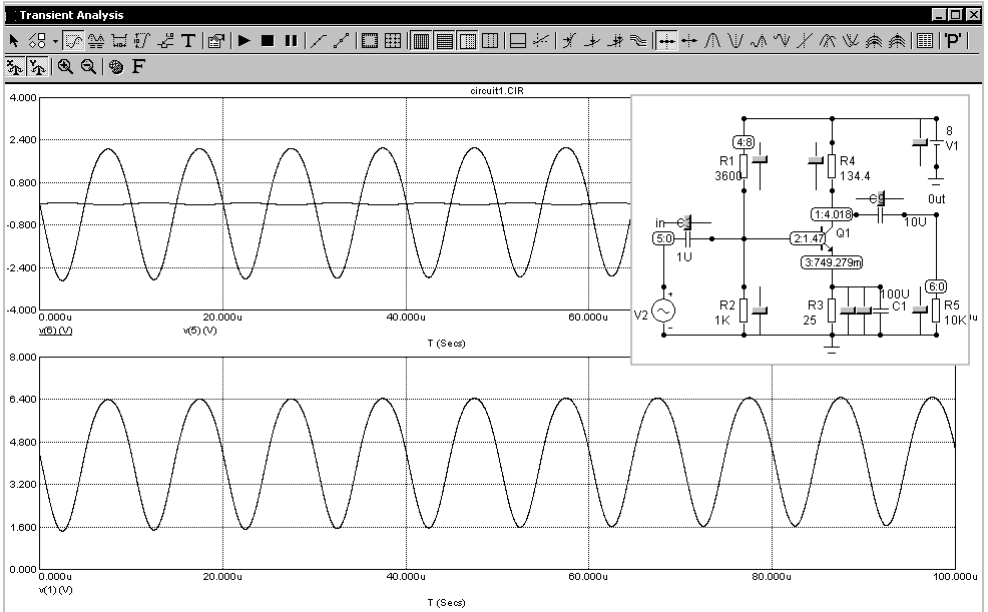 Transient Analysis
T
'P'
F
circuit1.CIR
4.000
2.400
0.800
-0.800
-2.400
-4.000
0.000u 20.000u 40.000u 60.000u
v(6) (V) v(5) (V)
T (Secs)
4:8
8
V1
R1
3600
R4
134.4
0ut
in
C3
1:4.018
C9
10U
5:0
2:1.47
Q1
1U
3:749.279m
6:0
V2
R2
1K
R3
25
100U
C1
R5
10K
8.000
6.400
4.800
3.200
1.600
0.000
0.000u 20.000u 40.000u 60.000u 80.000u 100.000u
v(1) (V)
T (Secs)